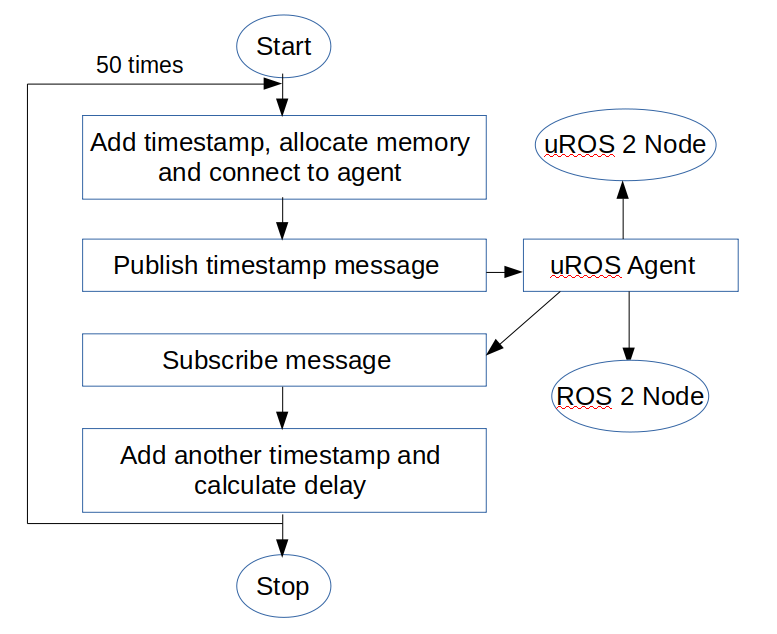 Start
50 times
Add timestamp, allocate memory
and connect to agent
uROS 2 Node
Publish timestamp message
uROS Agent
Subscribe message
ROS 2 Node
Add another timestamp and
calculate delay
Stop